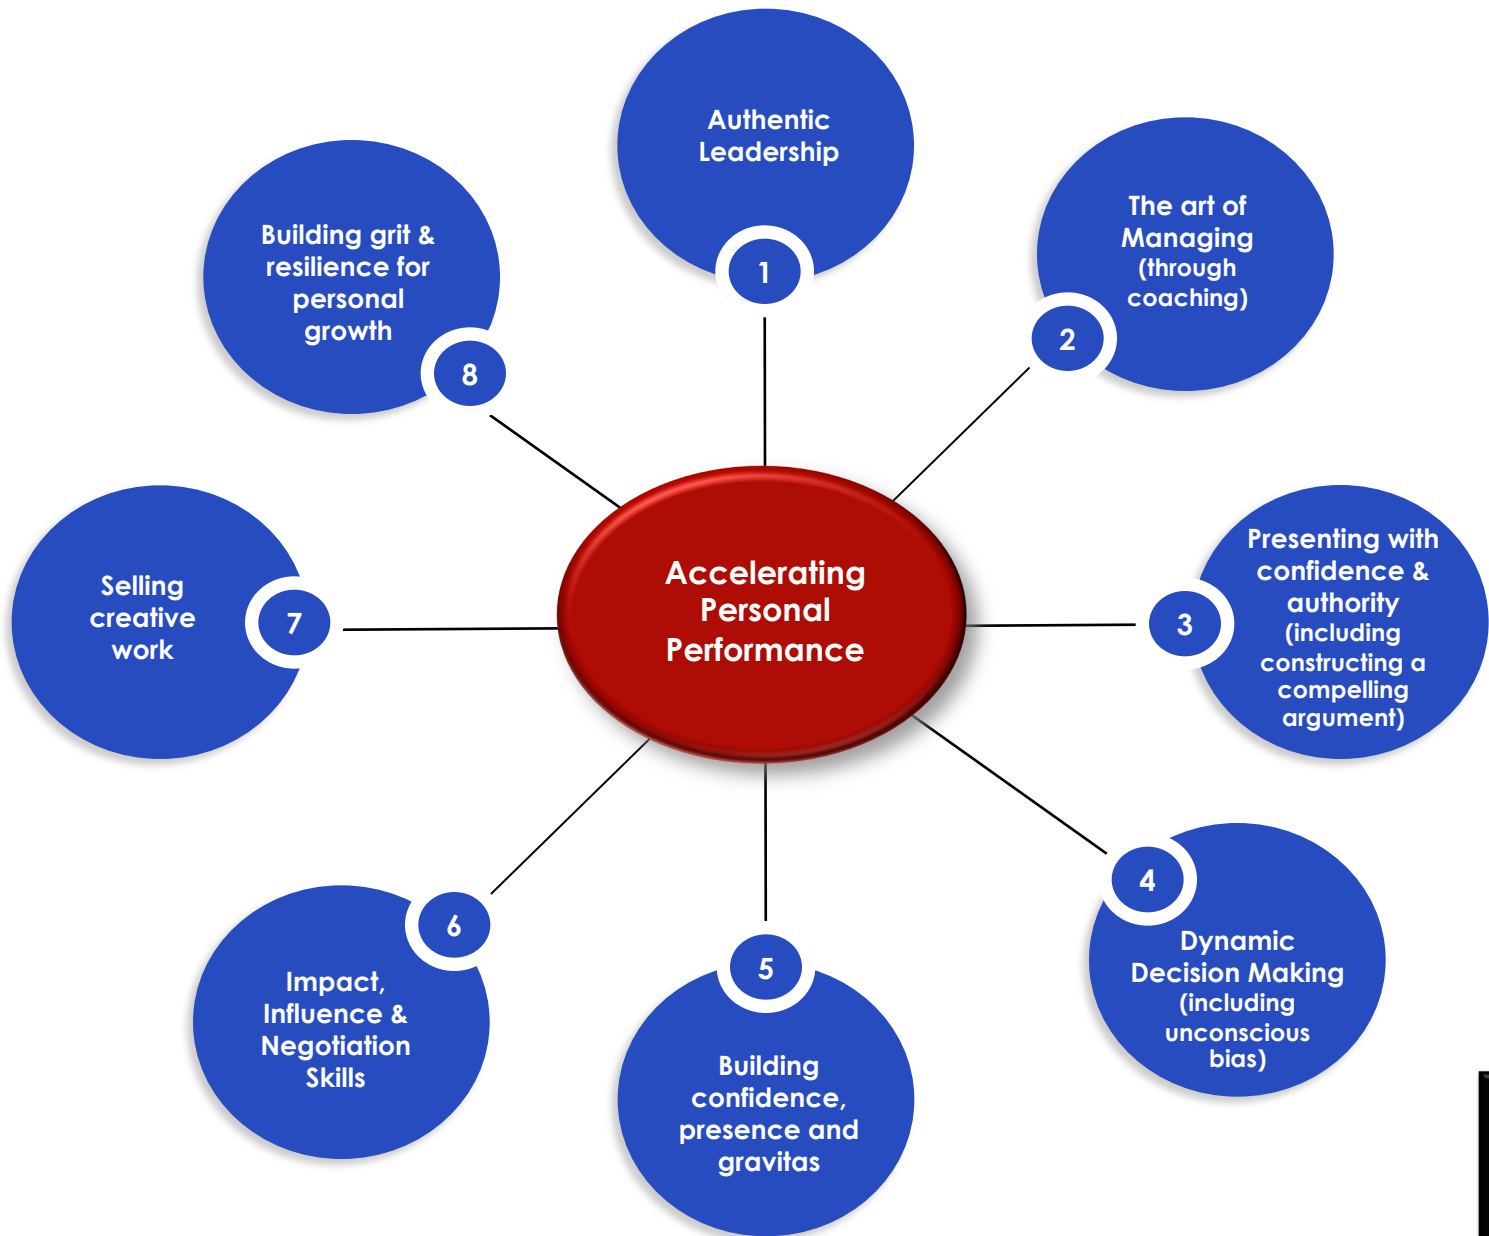 Authentic
Leadership
1
The art of
Managing
(through
coaching)
2
Presenting with
confidence &
authority
(including
constructing a
compelling
argument)
3
4
Dynamic
Decision Making
(including
unconscious
bias)
5
Building
confidence,
presence and
gravitas
6
Impact,
Influence &
Negotiation
Skills
Selling
creative
work
7
Building grit &
resilience for
personal
growth
8
Accelerating
Personal
Performance